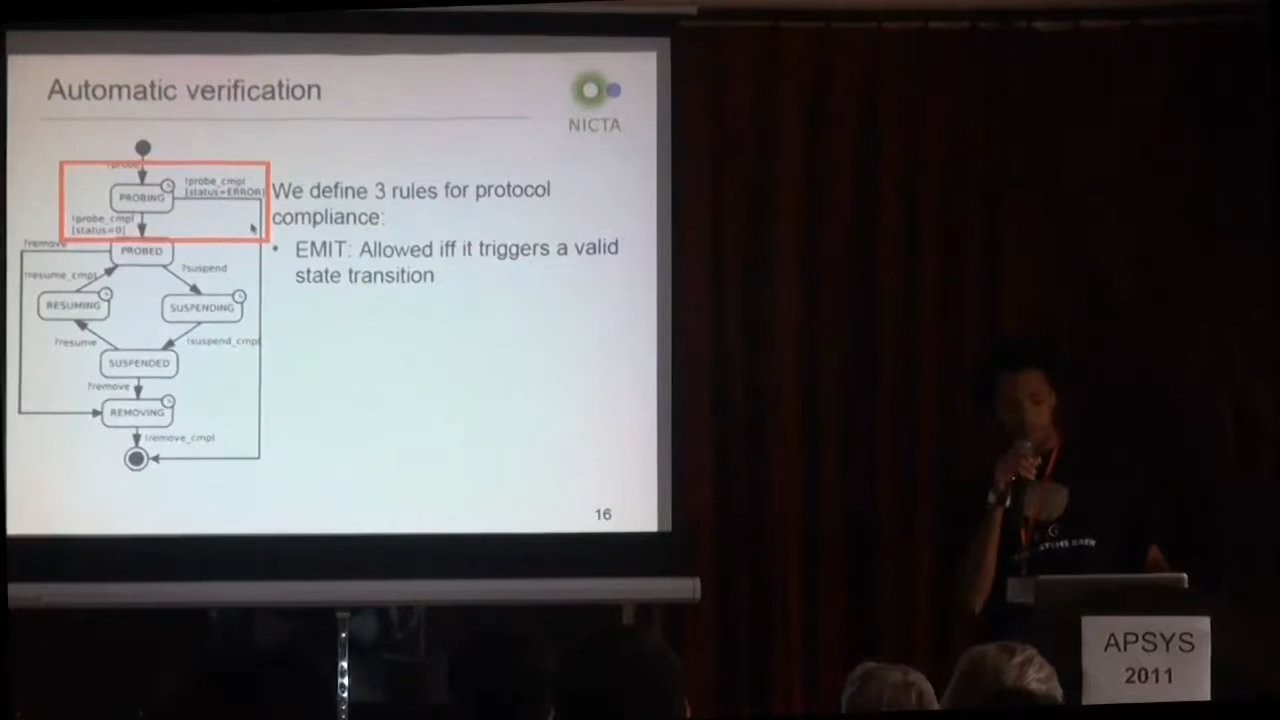 Automatic verification
NICTA
!probe_cmpl
[status=ERROR]
PROBING
!probe_cmpl
[status=0]
?remove
PROBED
!resume_cmpl
?suspend
RESUMING
SUSPENDING
?resume
!suspend_cmpl
SUSPENDED
?remove
REMOVING
!remove_cmpl
We define 3 rules for protocol
compliance:
• EMIT: Allowed iff it triggers a valid
state transition
16
APSYS
2011